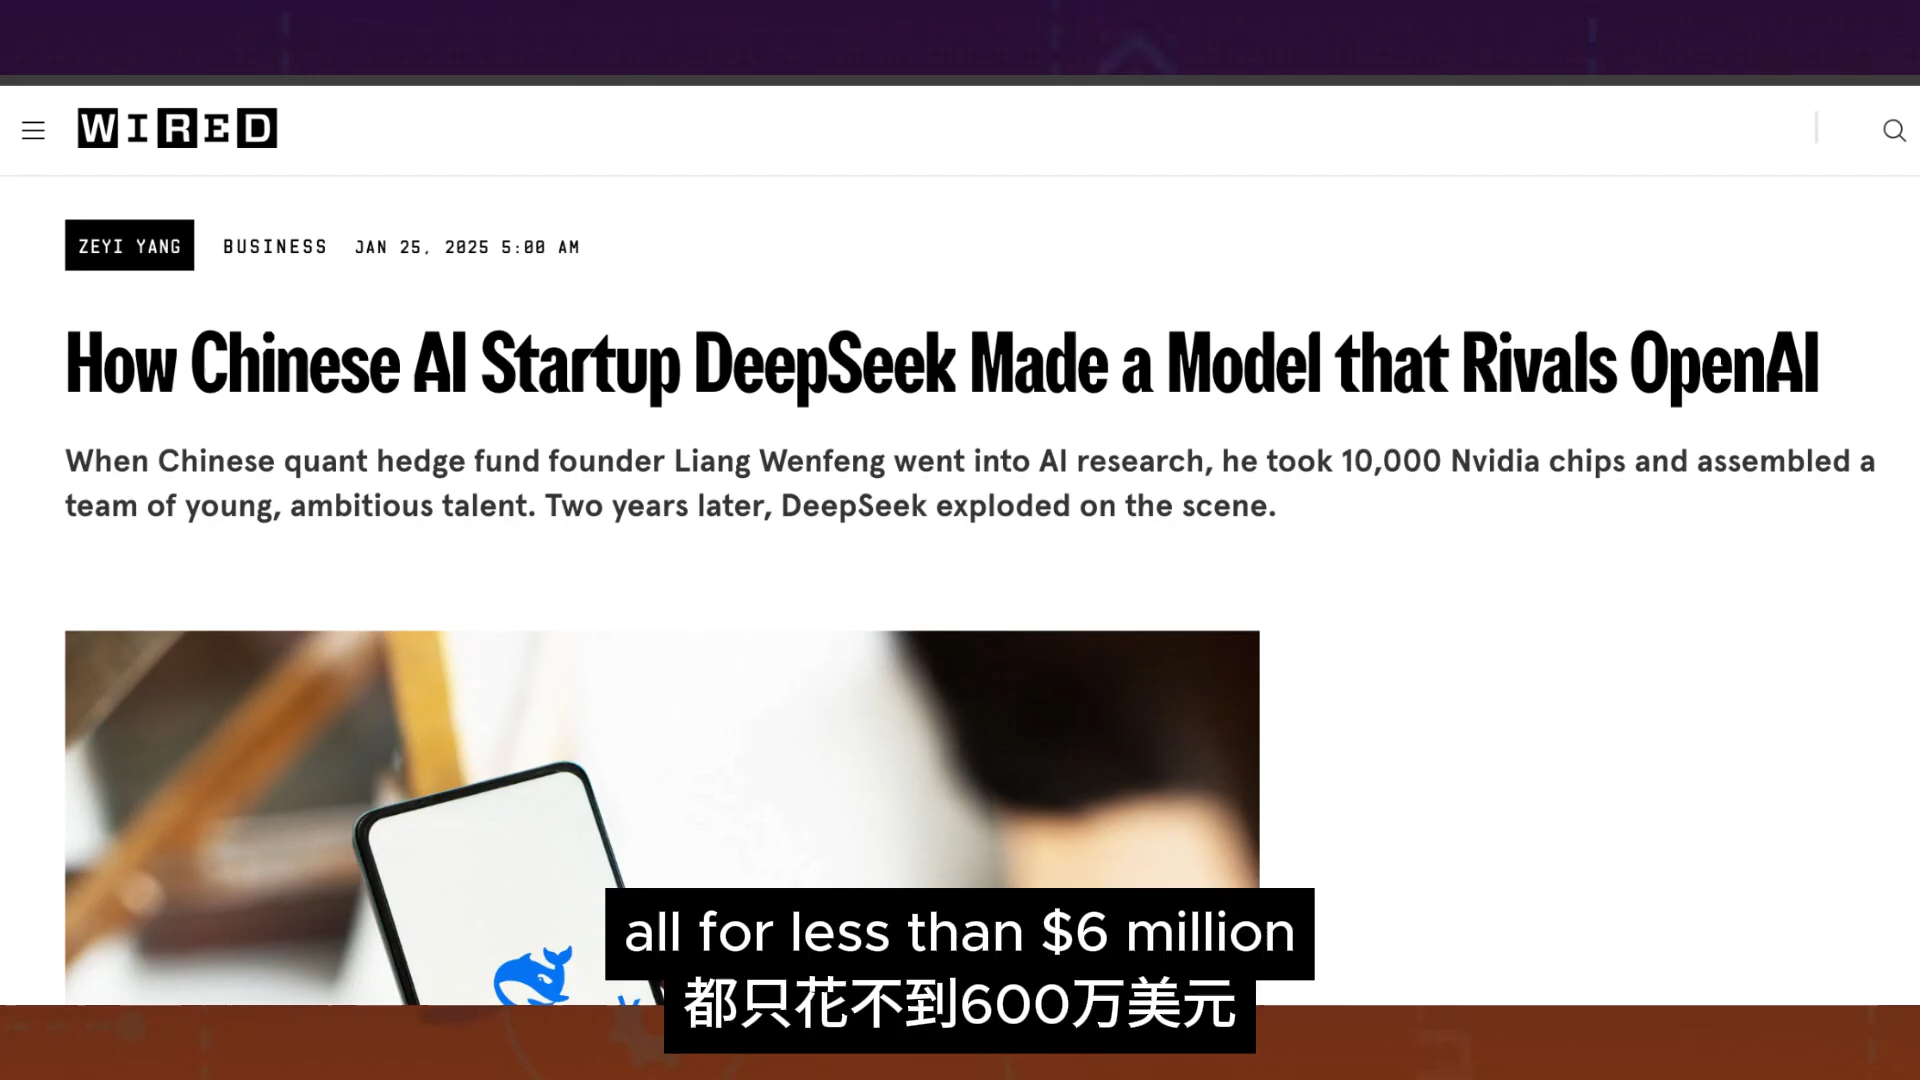 WIRED
ZEYI YANG BUSINESS JAN 25, 2025 5:00 AM
How Chinese AI Startup DeepSeek Made a Model that Rivals OpenAI
When Chinese quant hedge fund founder Liang Wenfeng went into AI research, he took 10,000 Nvidia chips and assembled a
team of young, ambitious talent. Two years later, DeepSeek exploded on the scene.
all for less than $6 million
都只花不到600万美元